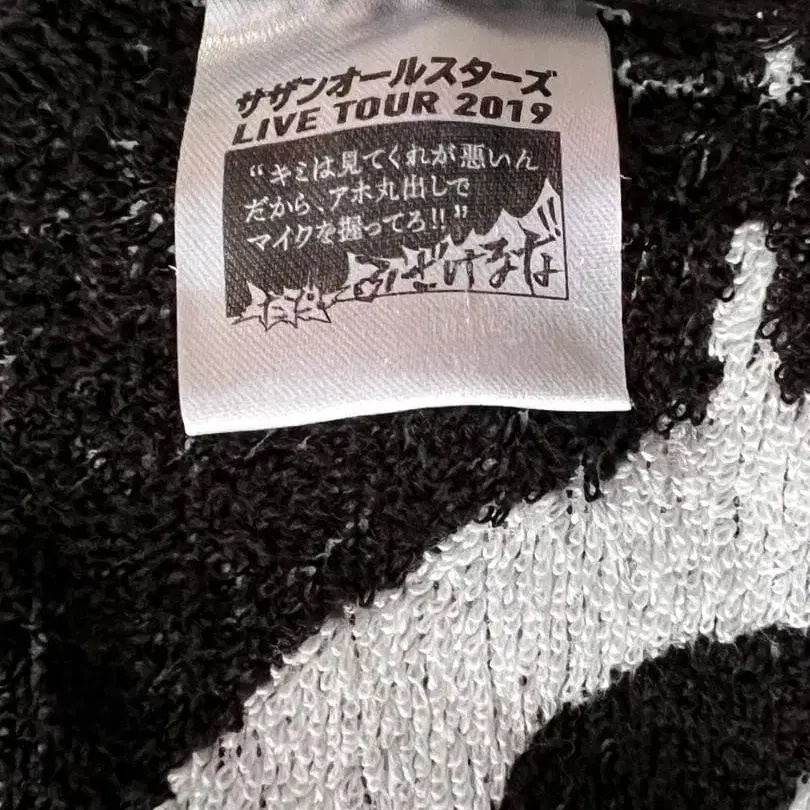 サザンオールスターズ
LIVE TOUR 2019
“キミは見てくれが悪いん
だから、アホ丸出しで
マイクを握ってろ!!”
だと!?
ふざけるな!!